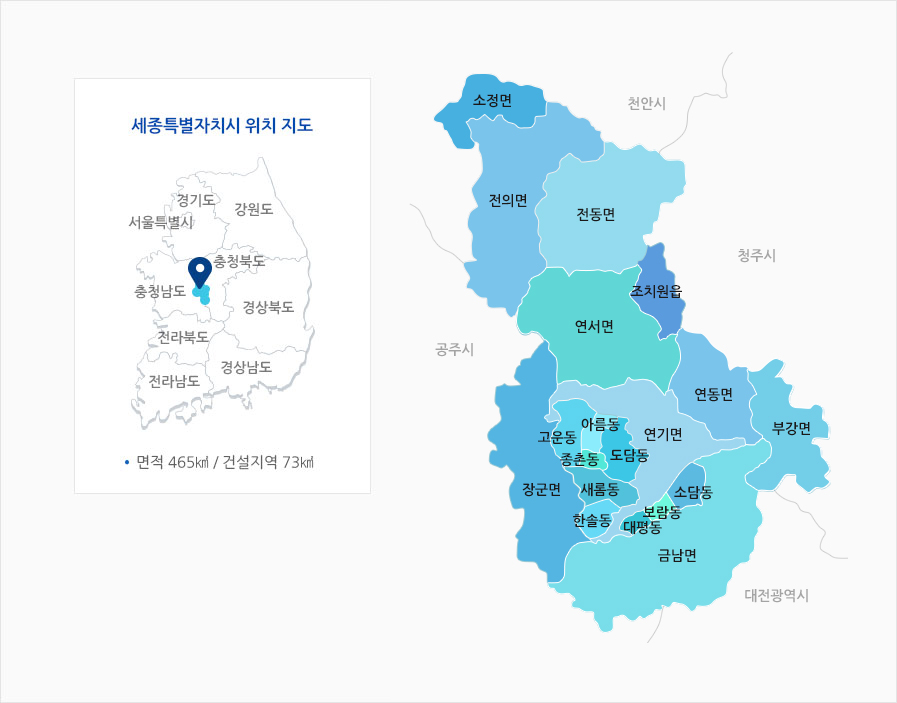 세종특별자치시 위치 지도
경기도
서울특별시
강원도
충청북도
충청남도
경상북도
전라북도
경상남도
전라남도
• 면적 465㎢ / 건설지역 73㎢
소정면
천안시
전의면
전동면
청주시
조치원읍
연서면
공주시
연동면
부강면
아름동
고운동
연기면
종촌동
도담동
장군면
새롬동
소담동
한솔동
보람동
대평동
금남면
대전광역시